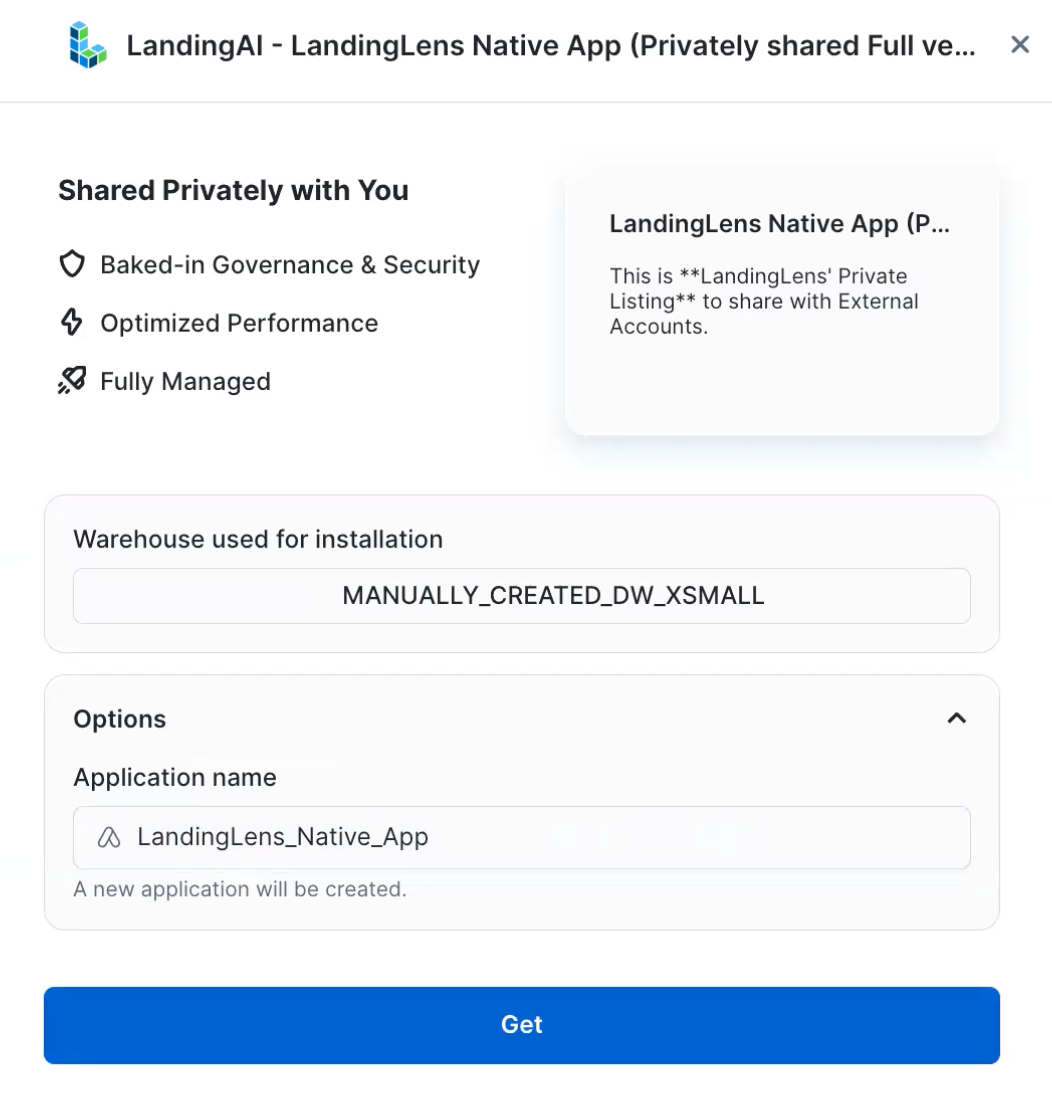 LandingAI - LandingLens Native App (Privately shared Full ve...
Shared Privately with You
Baked-in Governance & Security
Optimized Performance
Fully Managed
LandingLens Native App (P...
This is **LandingLens' Private
Listing** to share with External
Accounts.
Warehouse used for installation
MANUALLY_CREATED_DW_XSMALL
Options
Application name
LandingLens_Native_App
A new application will be created.
Get